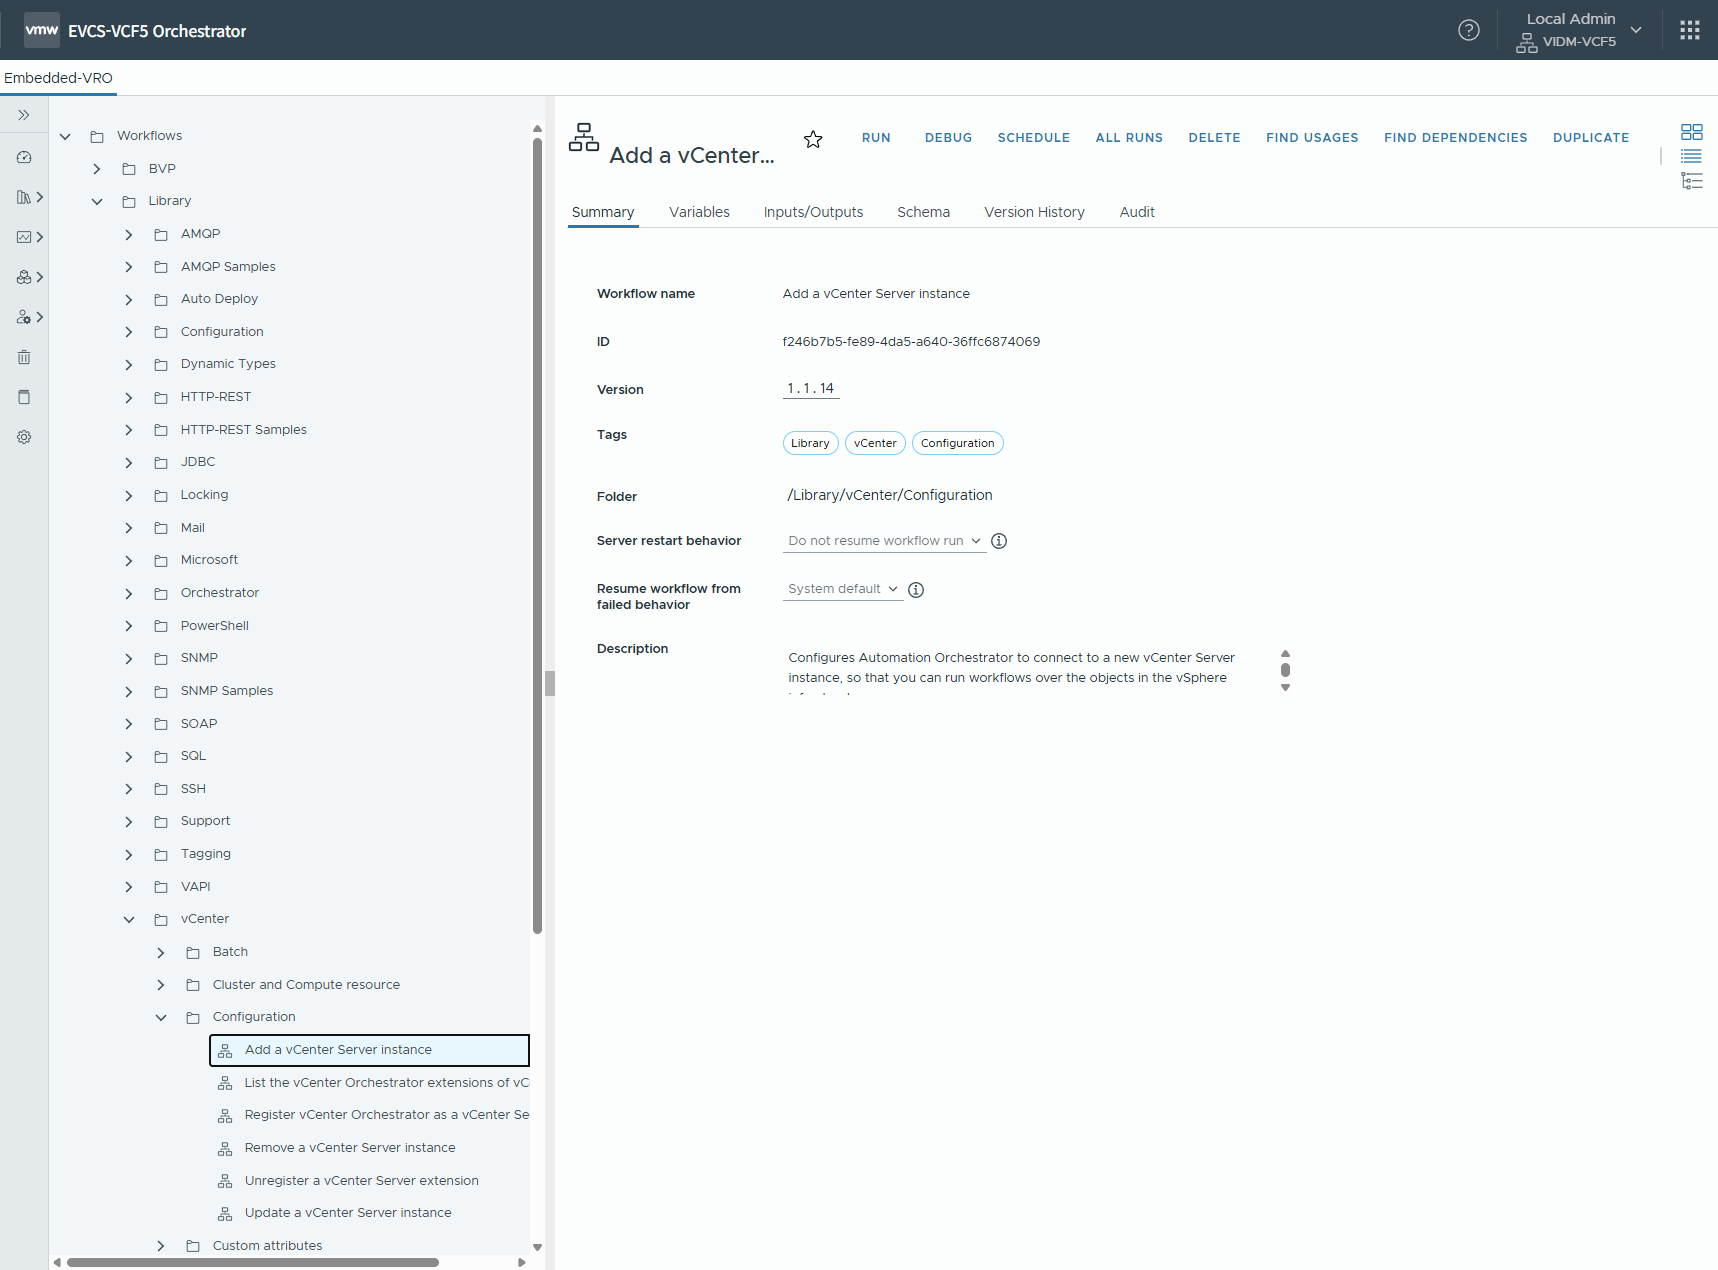 vmw EVCS-VCF5 Orchestrator
Local Admin
VIDM-VCF5
Embedded-VRO
Workflows
BVP
Library
AMQP
AMQP Samples
Auto Deploy
Configuration
Dynamic Types
HTTP-REST
HTTP-REST Samples
JDBC
Locking
Mail
Microsoft
Orchestrator
PowerShell
SNMP
SNMP Samples
SOAP
SQL
SSH
Support
Tagging
VAPI
vCenter
Batch
Cluster and Compute resource
Configuration
Add a vCenter Server instance
List the vCenter Orchestrator extensions of vC
Register vCenter Orchestrator as a vCenter Se
Remove a vCenter Server instance
Unregister a vCenter Server extension
Update a vCenter Server instance
Custom attributes
Add a vCenter...
RUN DEBUG SCHEDULE ALL RUNS DELETE FIND USAGES FIND DEPENDENCIES DUPLICATE
Summary Variables Inputs/Outputs Schema Version History Audit
Workflow name Add a vCenter Server instance
ID f246b7b5-fe89-4da5-a640-36ffc6874069
Version 1 . 1 . 14
Tags Library vCenter Configuration
Folder /Library/vCenter/Configuration
Server restart behavior Do not resume workflow run
Resume workflow from System default
failed behavior
Description Configures Automation Orchestrator to connect to a new vCenter Server
instance, so that you can run workflows over the objects in the vSphere